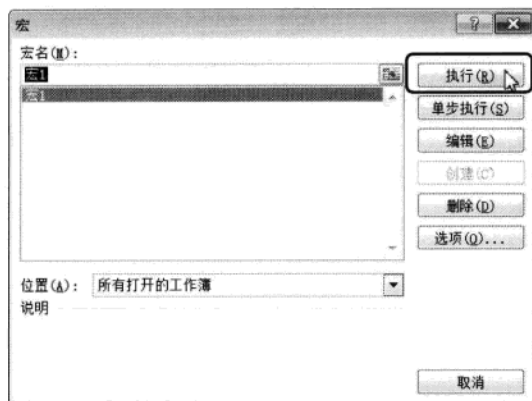 宏
宏名(M):
宏1
宏1
执行(R)
单步执行(S)
编辑(E)
创建(C)
删除(D)
选项(O)...
位置(A): 所有打开的工作簿
说明
取消